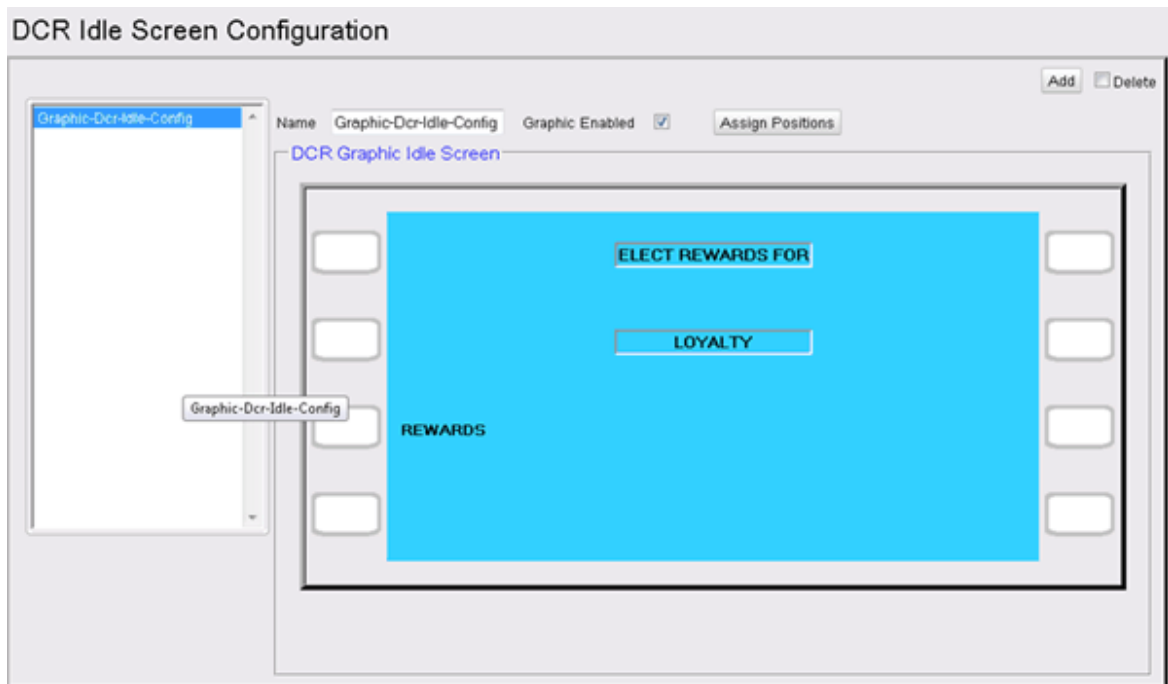 DCR Idle Screen Configuration
Add Delete
Graphic-Dcr-Idle-Config
Name Graphic-Dcr-Idle-Config Graphic Enabled Assign Positions
DCR Graphic Idle Screen
ELECT REWARDS FOR
LOYALTY
Graphic-Dcr-Idle-Config
REWARDS